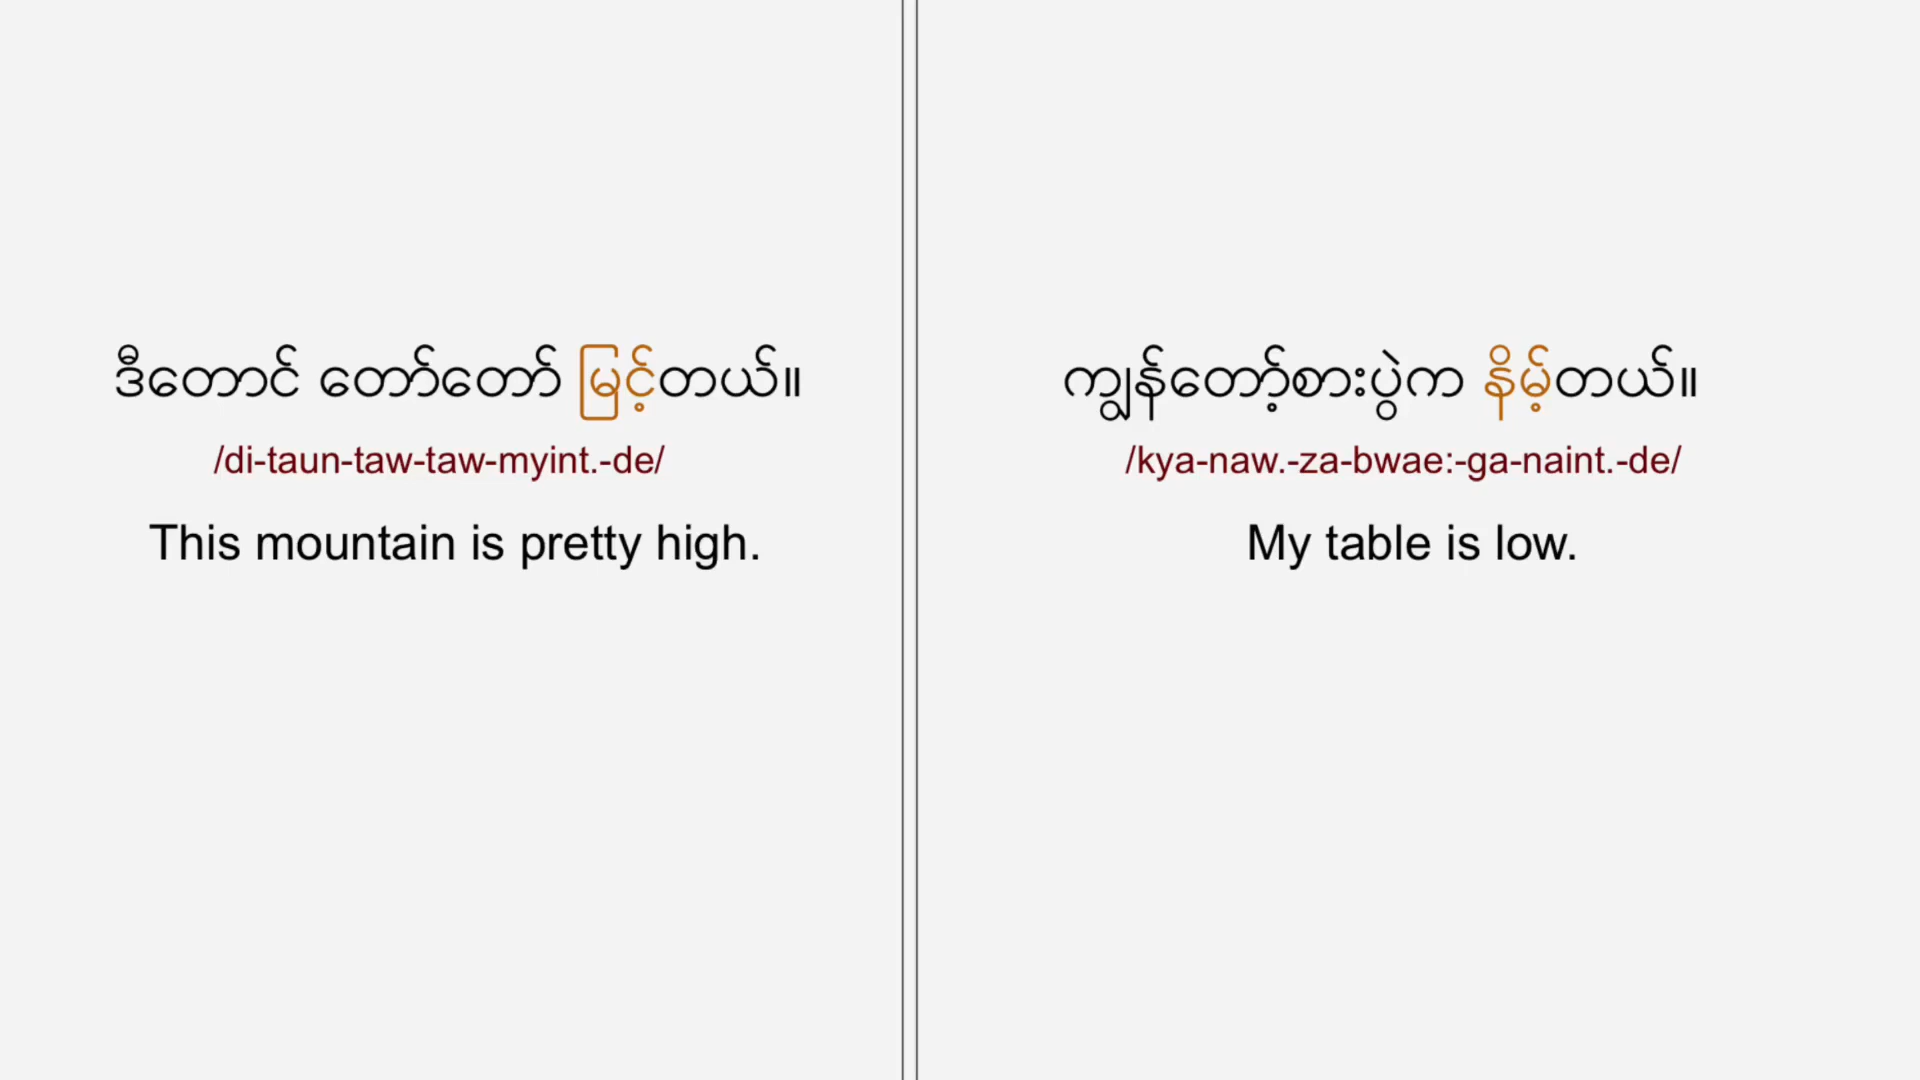 ဒီတောင် တော်တော် မြင့်တယ်။
/di-taun-taw-taw-myint.-de/
This mountain is pretty high.
ကျွန်တော့်စားပွဲက နိမ့်တယ်။
/kya-naw.-za-bwae:-ga-naint.-de/
My table is low.